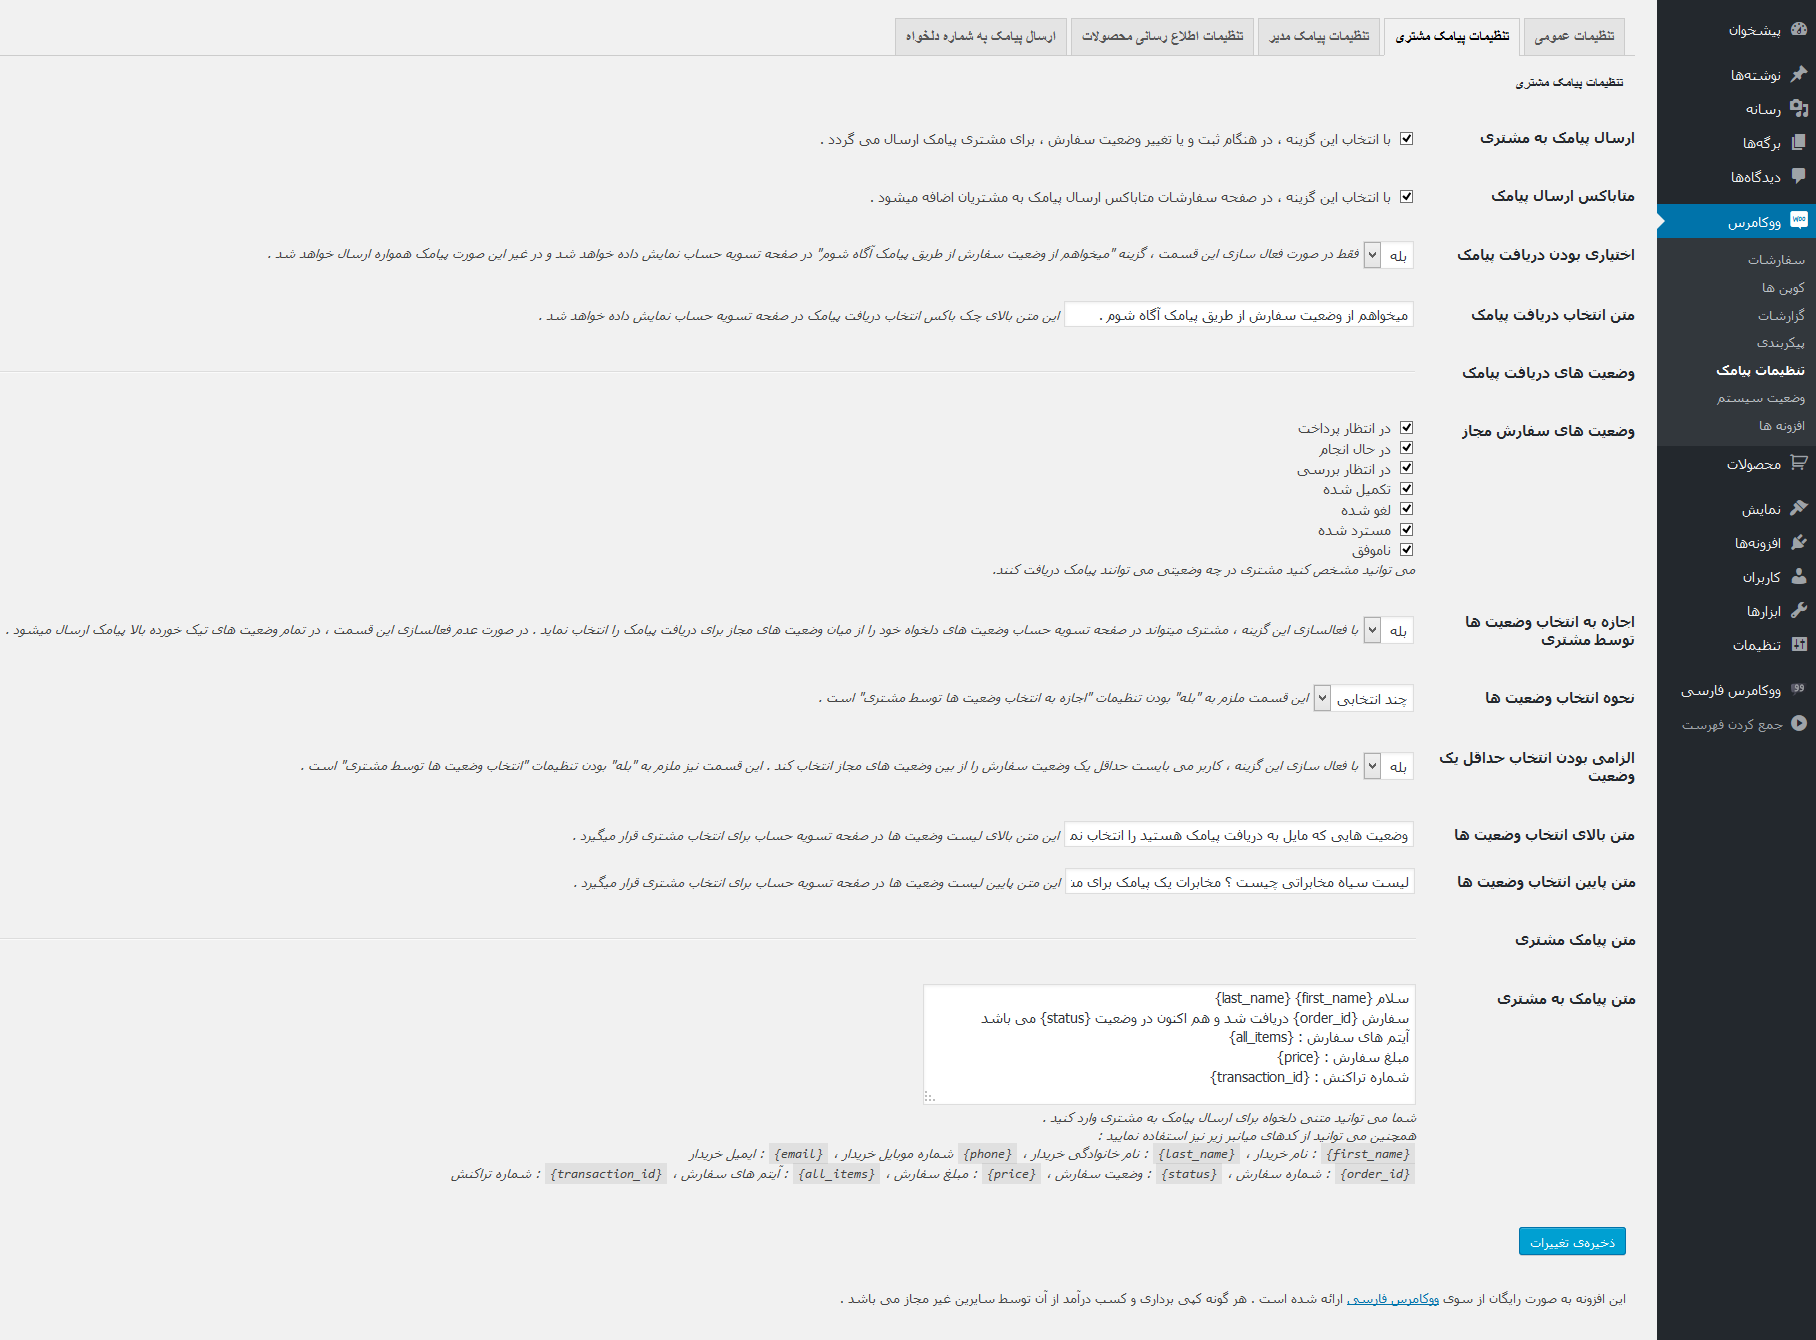 پیشخوان
نوشته‌ها
رسانه
برگه‌ها
دیدگاه‌ها
ووکامرس
سفارشات
کوپن ها
گزارشات
پیکربندی
تنظیمات پیامک
وضعیت سیستم
افزونه ها
محصولات
نمایش
افزونه‌ها
کاربران
ابزارها
تنظیمات
ووکامرس فارسی
جمع کردن فهرست
تنظیمات عمومی
تنظیمات پیامک مشتری
تنظیمات پیامک مدیر
تنظیمات اطلاع رسانی محصولات
ارسال پیامک به شماره دلخواه
تنظیمات پیامک مشتری
ارسال پیامک به مشتری
با انتخاب این گزینه ، در هنگام ثبت و یا تغییر وضعیت سفارش ، برای مشتری پیامک ارسال می گردد .
متاباکس ارسال پیامک
با انتخاب این گزینه ، در صفحه سفارشات متاباکس ارسال پیامک به مشتریان اضافه میشود .
اختیاری بودن دریافت پیامک
بله فقط در صورت فعال سازی این قسمت ، گزینه "میخواهم از وضعیت سفارش از طریق پیامک آگاه شوم" در صفحه تسویه حساب نمایش داده خواهد شد و در غیر این صورت پیامک همواره ارسال خواهد شد .
متن انتخاب دریافت پیامک
میخواهم از وضعیت سفارش از طریق پیامک آگاه شوم . این متن بالای چک باکس انتخاب دریافت پیامک در صفحه تسویه حساب نمایش داده خواهد شد .
وضعیت های دریافت پیامک
وضعیت های سفارش مجاز
در انتظار پرداخت
در حال انجام
در انتظار بررسی
تکمیل شده
لغو شده
مسترد شده
ناموفق
می توانید مشخص کنید مشتری در چه وضعیتی می توانند پیامک دریافت کنند.
اجازه به انتخاب وضعیت ها
توسط مشتری
بله با فعالسازی این گزینه ، مشتری میتواند در صفحه تسویه حساب وضعیت های دلخواه خود را از میان وضعیت های مجاز برای دریافت پیامک را انتخاب نماید . در صورت عدم فعالسازی این قسمت ، در تمام وضعیت های تیک خورده بالا پیامک ارسال میشود .
نحوه انتخاب وضعیت ها
چند انتخابی این قسمت ملزم به "بله" بودن تنظیمات "اجازه به انتخاب وضعیت ها توسط مشتری" است .
الزامی بودن انتخاب حداقل یک
وضعیت
بله با فعال سازی این گزینه ، کاربر می بایست حداقل یک وضعیت سفارش را از بین وضعیت های مجاز انتخاب کند . این قسمت نیز ملزم به "بله" بودن تنظیمات "انتخاب وضعیت ها توسط مشتری" است .
متن بالای انتخاب وضعیت ها
وضعیت هایی که مایل به دریافت پیامک هستید را انتخاب نم این متن بالای لیست وضعیت ها در صفحه تسویه حساب برای انتخاب مشتری قرار میگیرد .
متن پایین انتخاب وضعیت ها
لیست سیاه مخابراتی چیست ؟ مخابرات یک پیامک برای مش این متن پایین لیست وضعیت ها در صفحه تسویه حساب برای انتخاب مشتری قرار میگیرد .
متن پیامک مشتری
متن پیامک به مشتری
سلام {first_name} {last_name}
سفارش {order_id} دریافت شد و هم اکنون در وضعیت {status} می باشد
آیتم های سفارش : {all_items}
مبلغ سفارش : {price}
شماره تراکنش : {transaction_id}
شما می توانید متنی دلخواه برای ارسال پیامک به مشتری وارد کنید .
همچنین می توانید از کدهای میانبر زیر نیز استفاده نمایید :
{first_name} : نام خریدار ، {last_name} : نام خانوادگی خریدار ، {phone} شماره موبایل خریدار ، {email} : ایمیل خریدار
{order_id} : شماره سفارش ، {status} : وضعیت سفارش ، {price} : مبلغ سفارش ، {all_items} : آیتم های سفارش ، {transaction_id} : شماره تراکنش
ذخیره‌ی تغییرات
این افزونه به صورت رایگان از سوی ووکامرس فارسی ارائه شده است . هر گونه کپی برداری و کسب درآمد از آن توسط سایرین غیر مجاز می باشد .